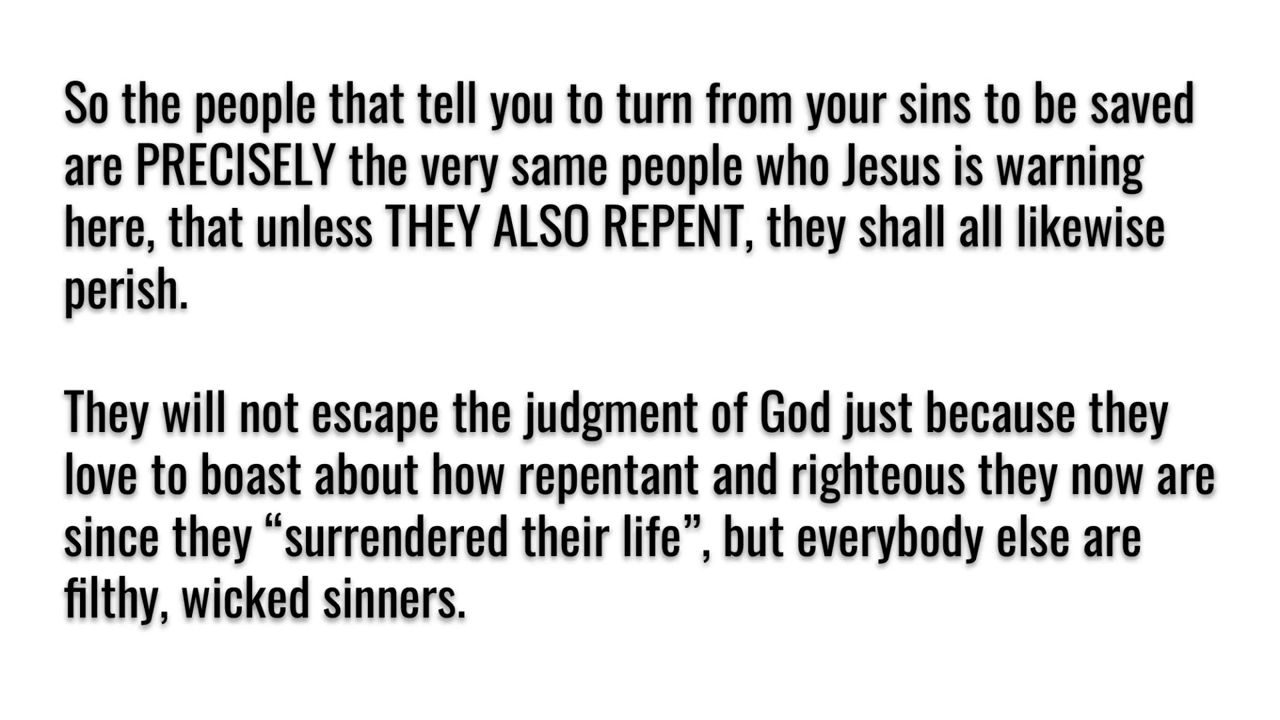 So the people that tell you to turn from your sins to be saved
are PRECISELY the very same people who Jesus is warning
here, that unless THEY ALSO REPENT, they shall all likewise
perish.
They will not escape the judgment of God just because they
love to boast about how repentant and righteous they now are
since they “surrendered their life”, but everybody else are
filthy, wicked sinners.